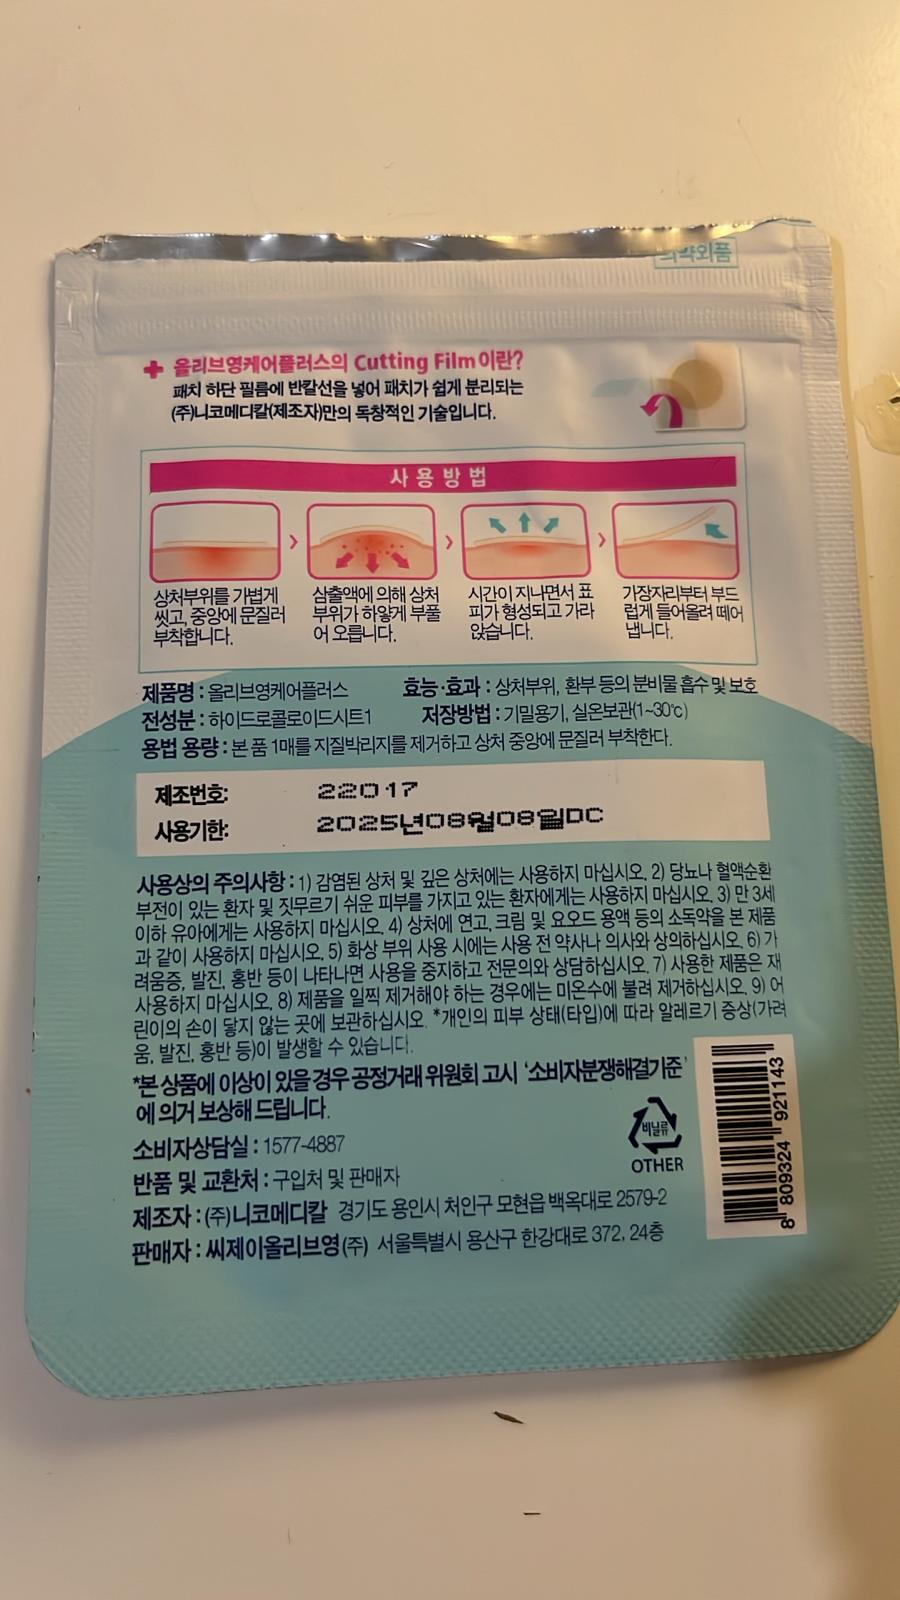 의약외품
+ 올리브영케어플러스의 Cutting Film이란?
패치 하단 필름에 반칼선을 넣어 패치가 쉽게 분리되는
(주)니코메디칼(제조자)만의 독창적인 기술입니다.
사용방법
상처부위를 가볍게
씻고, 중앙에 문질러
부착합니다.
삼출액에 의해 상처
부위가 하얗게 부풀
어 오릅니다.
시간이 지나면서 표
피가 형성되고 가라
앉습니다.
가장자리부터 부드
럽게 들어올려 떼어
냅니다.
제품명 : 올리브영케어플러스 효능·효과 : 상처부위, 환부 등의 분비물 흡수 및 보호
전성분 : 하이드로콜로이드시트1 저장방법 : 기밀용기, 실온보관(1~30℃)
용법 용량 : 본 품 1매를 지질박리지를 제거하고 상처 중앙에 문질러 부착한다.
제조번호: 22017
사용기한: 2025년08월08일DC
사용상의 주의사항 : 1) 감염된 상처 및 깊은 상처에는 사용하지 마십시오. 2) 당뇨나 혈액순환
부전이 있는 환자 및 짓무르기 쉬운 피부를 가지고 있는 환자에게는 사용하지 마십시오. 3) 만 3세
이하 유아에게는 사용하지 마십시오. 4) 상처에 연고, 크림 및 요오드 용액 등의 소독약을 본 제품
과 같이 사용하지 마십시오. 5) 화상 부위 사용 시에는 사용 전 약사나 의사와 상의하십시오. 6) 가
려움증, 발진, 홍반 등이 나타나면 사용을 중지하고 전문의와 상담하십시오. 7) 사용한 제품은 재
사용하지 마십시오. 8) 제품을 일찍 제거해야 하는 경우에는 미온수에 불려 제거하십시오. 9) 어
린이의 손이 닿지 않는 곳에 보관하십시오. *개인의 피부 상태(타입)에 따라 알레르기 증상(가려
움, 발진, 홍반 등)이 발생할 수 있습니다.
*본 상품에 이상이 있을 경우 공정거래 위원회 고시 '소비자분쟁해결기준'
에 의거 보상해 드립니다.
소비자상담실 : 1577-4887
반품 및 교환처 : 구입처 및 판매자
제조자 : (주)니코메디칼 경기도 용인시 처인구 모현읍 백옥대로 2579-2
판매자 : 씨제이올리브영(주) 서울특별시 용산구 한강대로 372, 24층
비닐류
OTHER
8 809324 921143